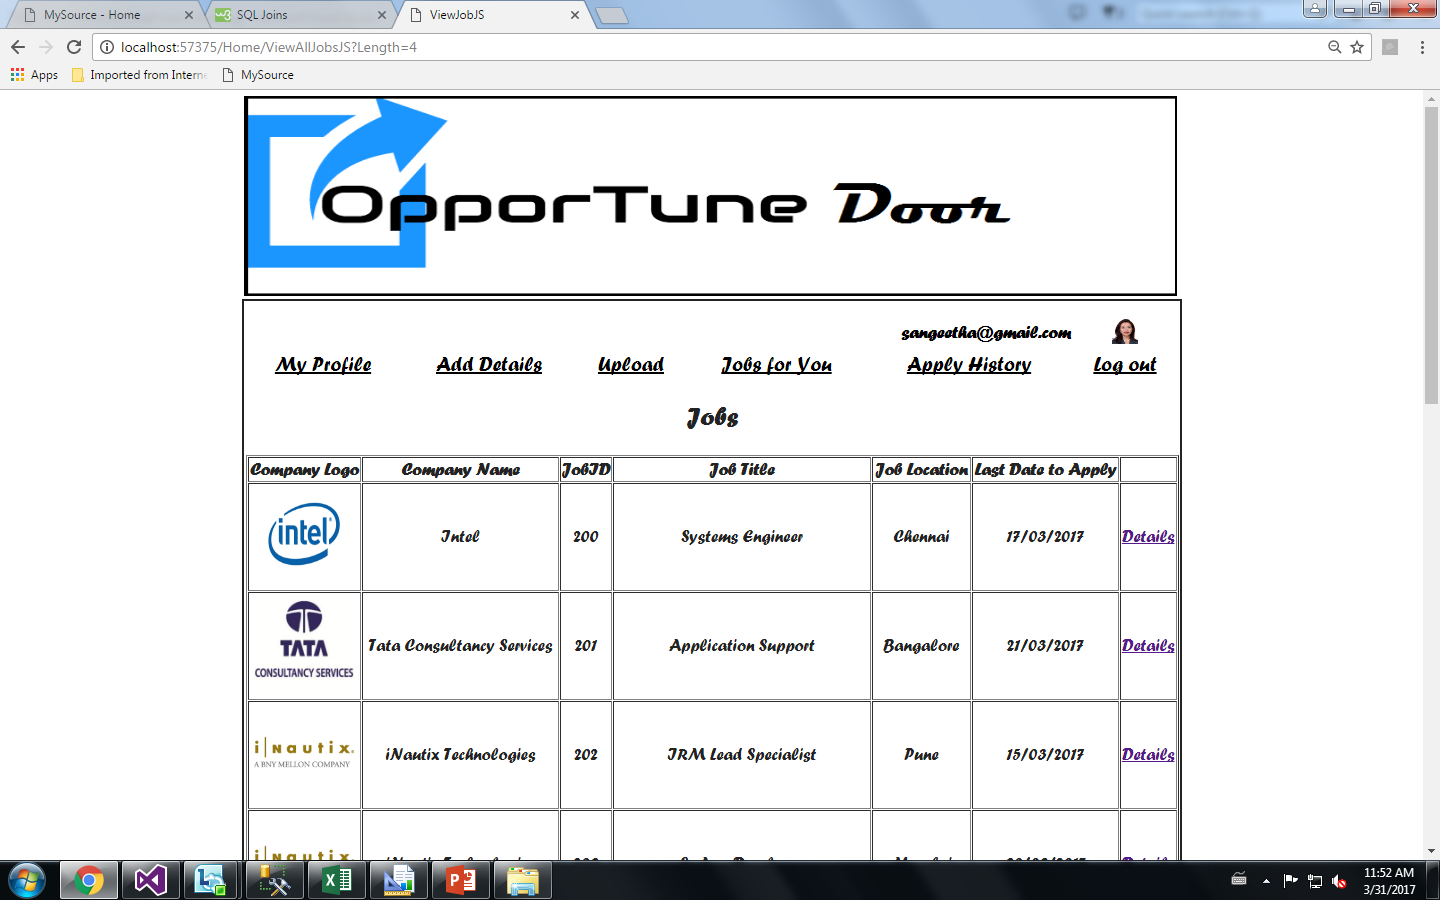 MySource - Home
SQL Joins
ViewJobJS
localhost:57375/Home/ViewAllJobsJS?Length=4
Apps
Imported from Intern
MySource
OpporTune Door
sangeetha@gmail.com
My Profile Add Details Upload Jobs for You Apply History Log out
Jobs
Company Logo Company Name JobID Job Title Job Location Last Date to Apply
intel Intel 200 Systems Engineer Chennai 17/03/2017 Details
TATA
CONSULTANCY SERVICES
Tata Consultancy Services 201 Application Support Bangalore 21/03/2017 Details
i|Nautix
A BNY MELLON COMPANY
iNautix Technologies 202 IRM Lead Specialist Pune 15/03/2017 Details
i|Nautix
11:52 AM
3/31/2017